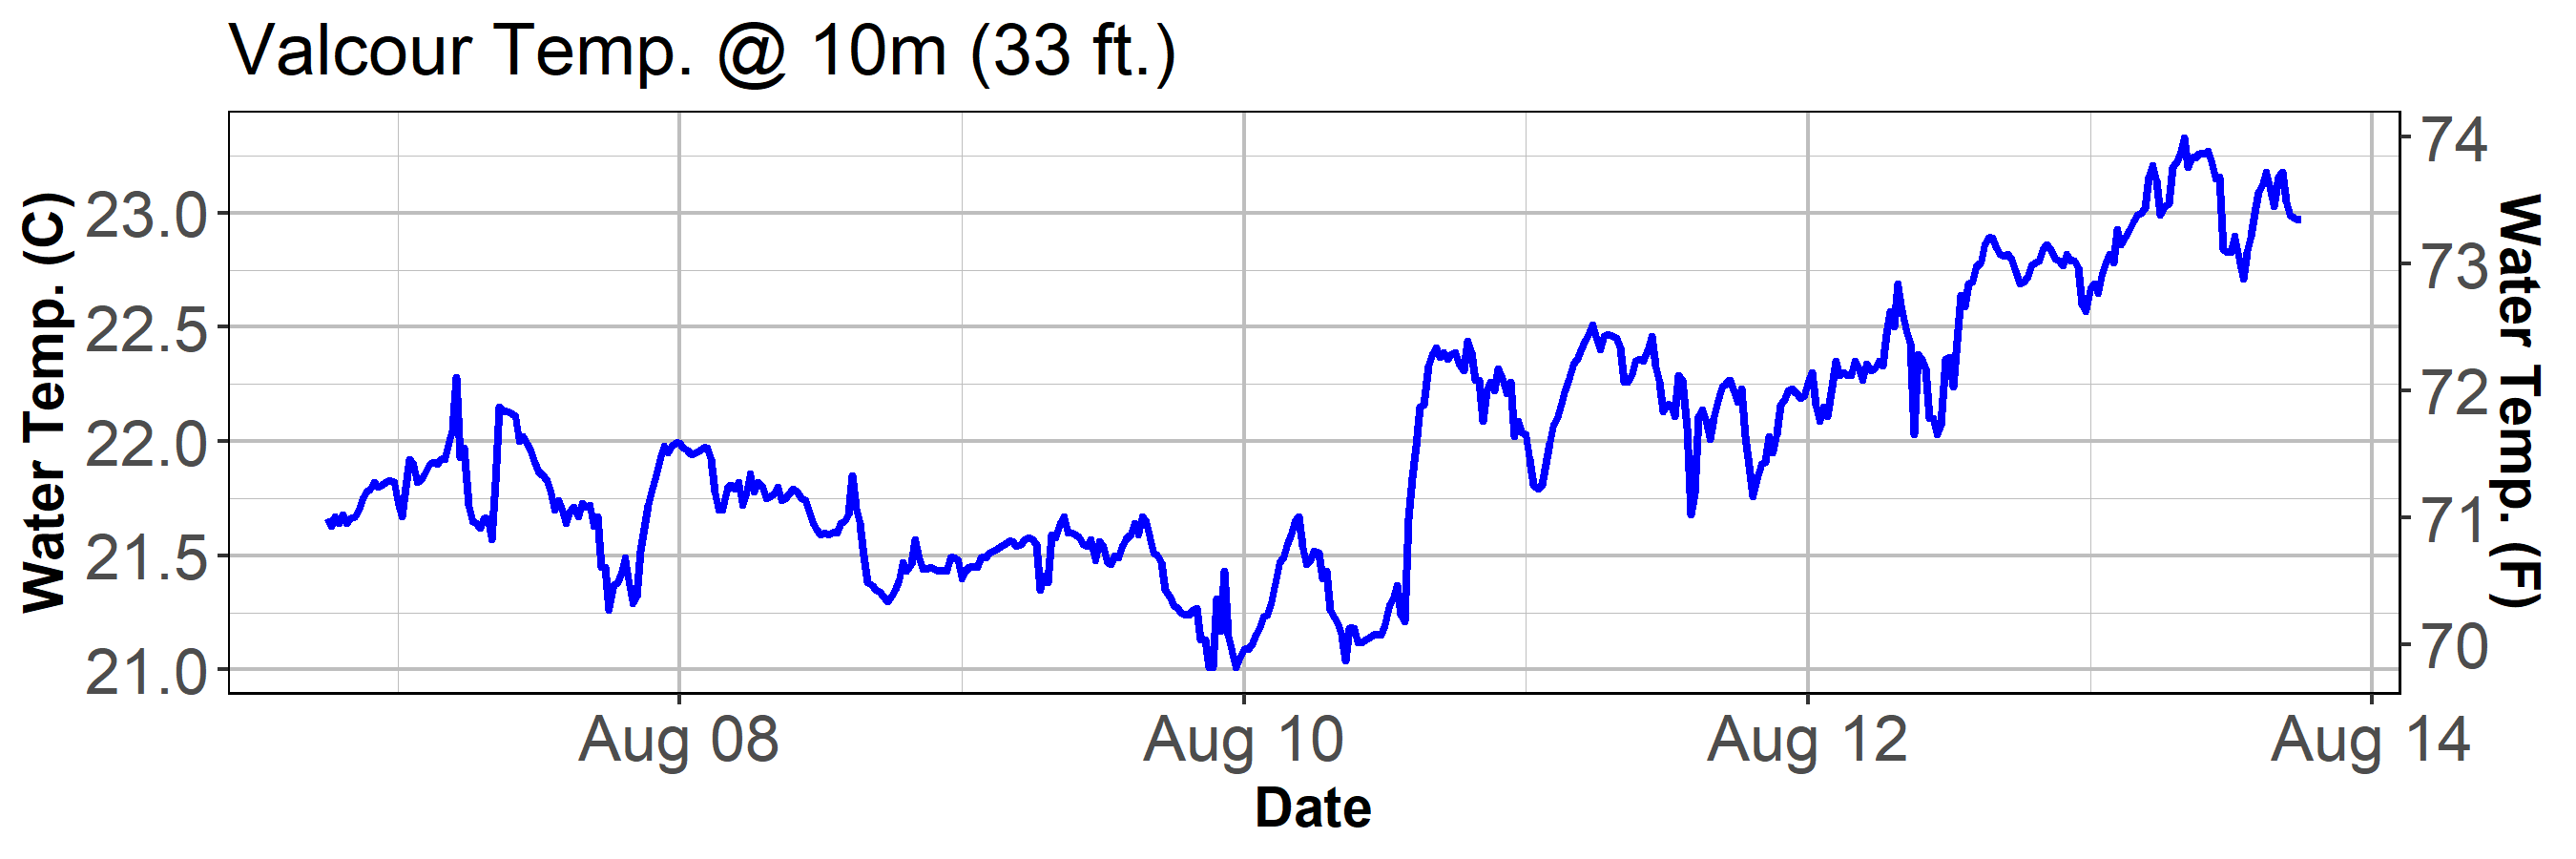 Valcour Temp. @ 10m (33 ft.)
Water Temp. (C)
23.0
22.5
22.0
21.5
21.0
74
73
72
71
70
Water Temp. (F)
Aug 08
Aug 10
Aug 12
Aug 14
Date